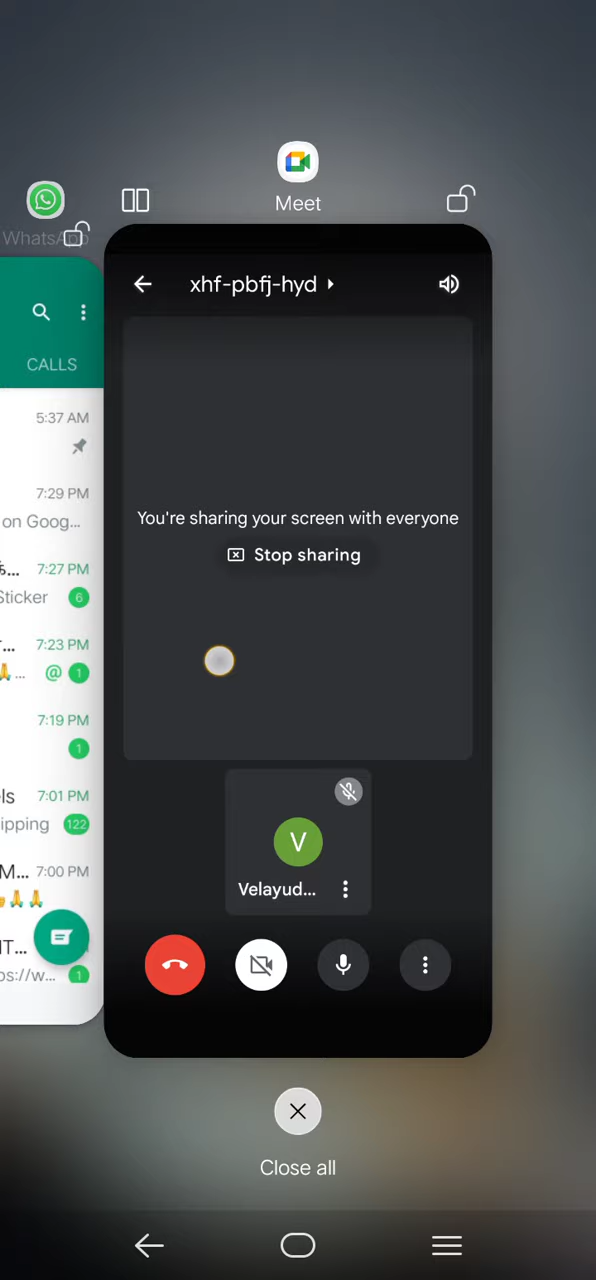 Meet
WhatsApp
xhf-pbfj-hyd
CALLS
5:37 AM
7:29 PM
on Goog...
You're sharing your screen with everyone
Stop sharing
7:27 PM
Sticker 6
7:23 PM
@ 1
7:19 PM
1
7:01 PM
ipping 122
7:00 PM
V
Velayud...
1
Close all